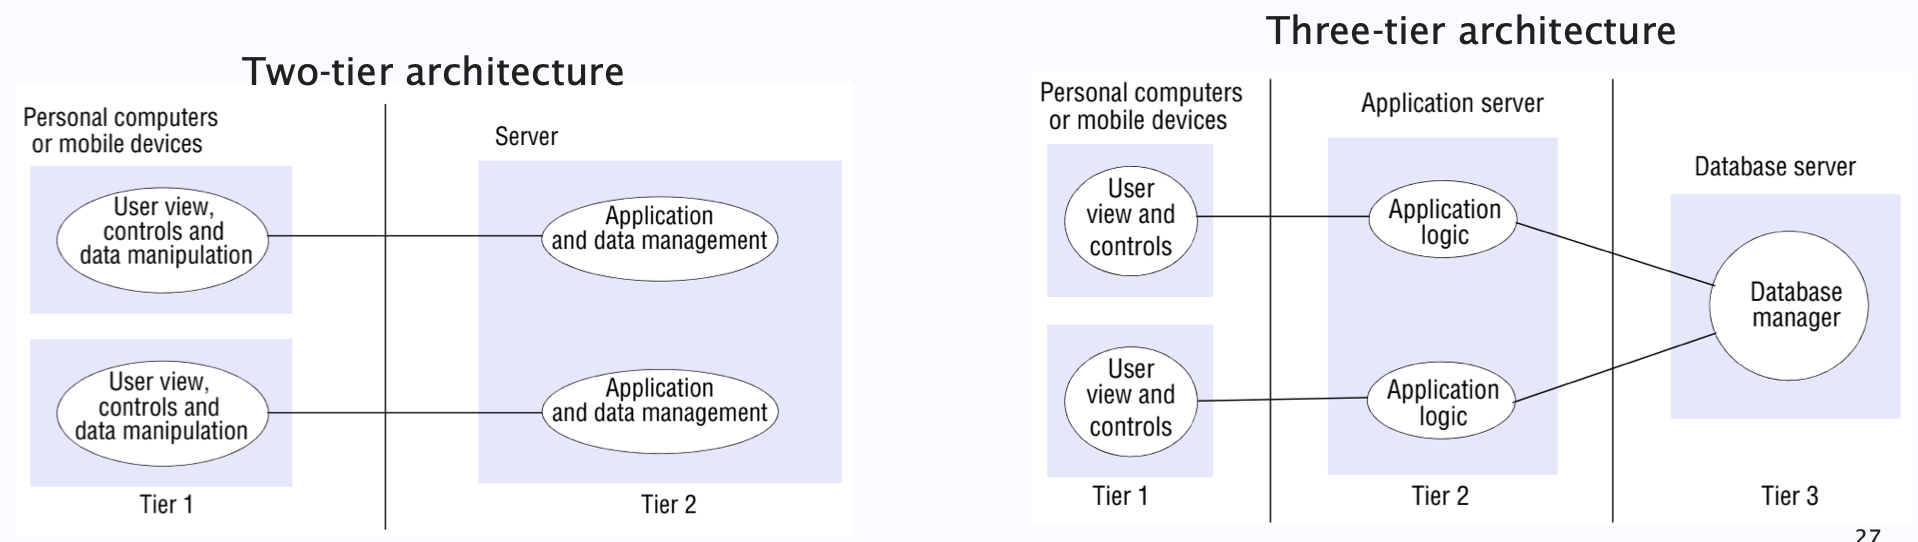 Two-tier architecture
Personal computers
or mobile devices
Server
User view,
controls and
data manipulation
Application
and data management
User view,
controls and
data manipulation
Application
and data management
Tier 1
Tier 2
Three-tier architecture
Personal computers
or mobile devices
Application server
Database server
User
view and
controls
Application
logic
Database
manager
User
view and
controls
Application
logic
Tier 1
Tier 2
Tier 3
27